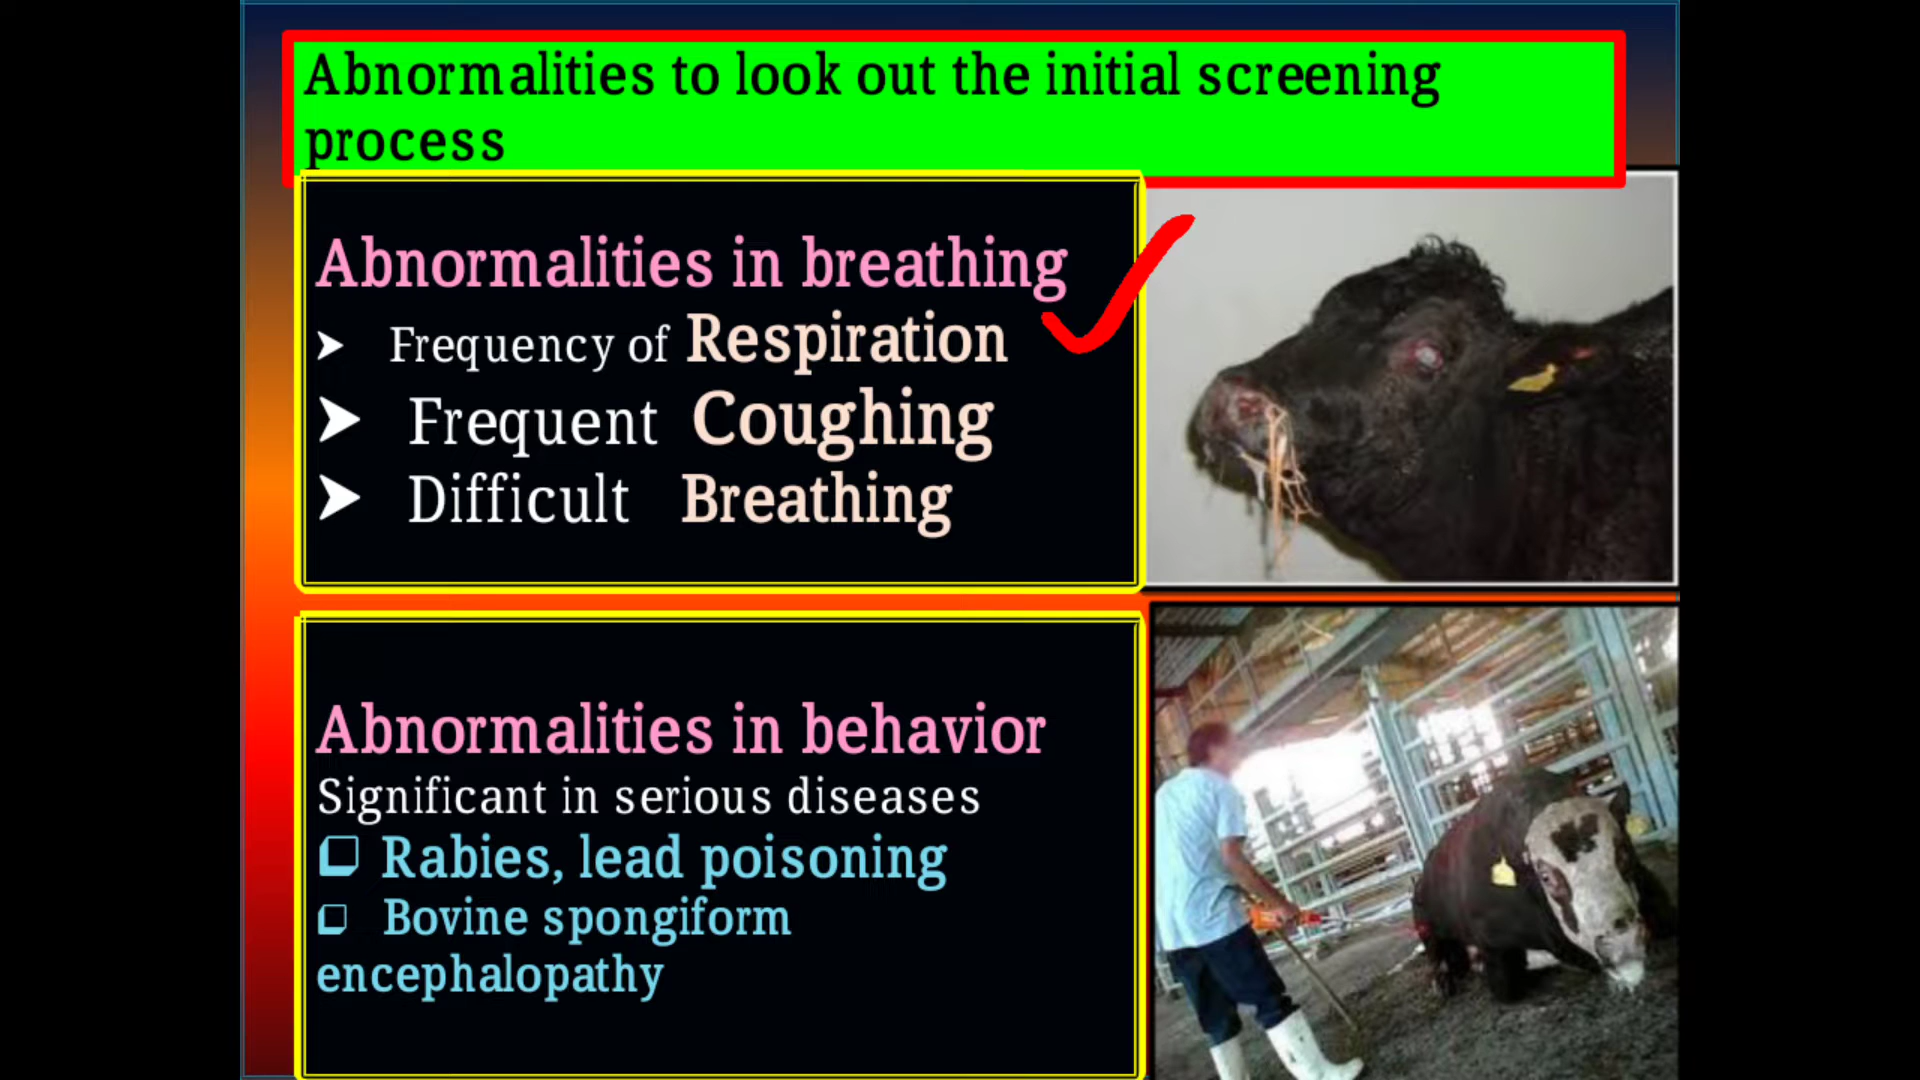 Abnormalities to look out the initial screening
process
Abnormalities in breathing
➤ Frequency of Respiration
➤ Frequent Coughing
➤ Difficult Breathing
Abnormalities in behavior
Significant in serious diseases
❑ Rabies, lead poisoning
❑ Bovine spongiform
encephalopathy